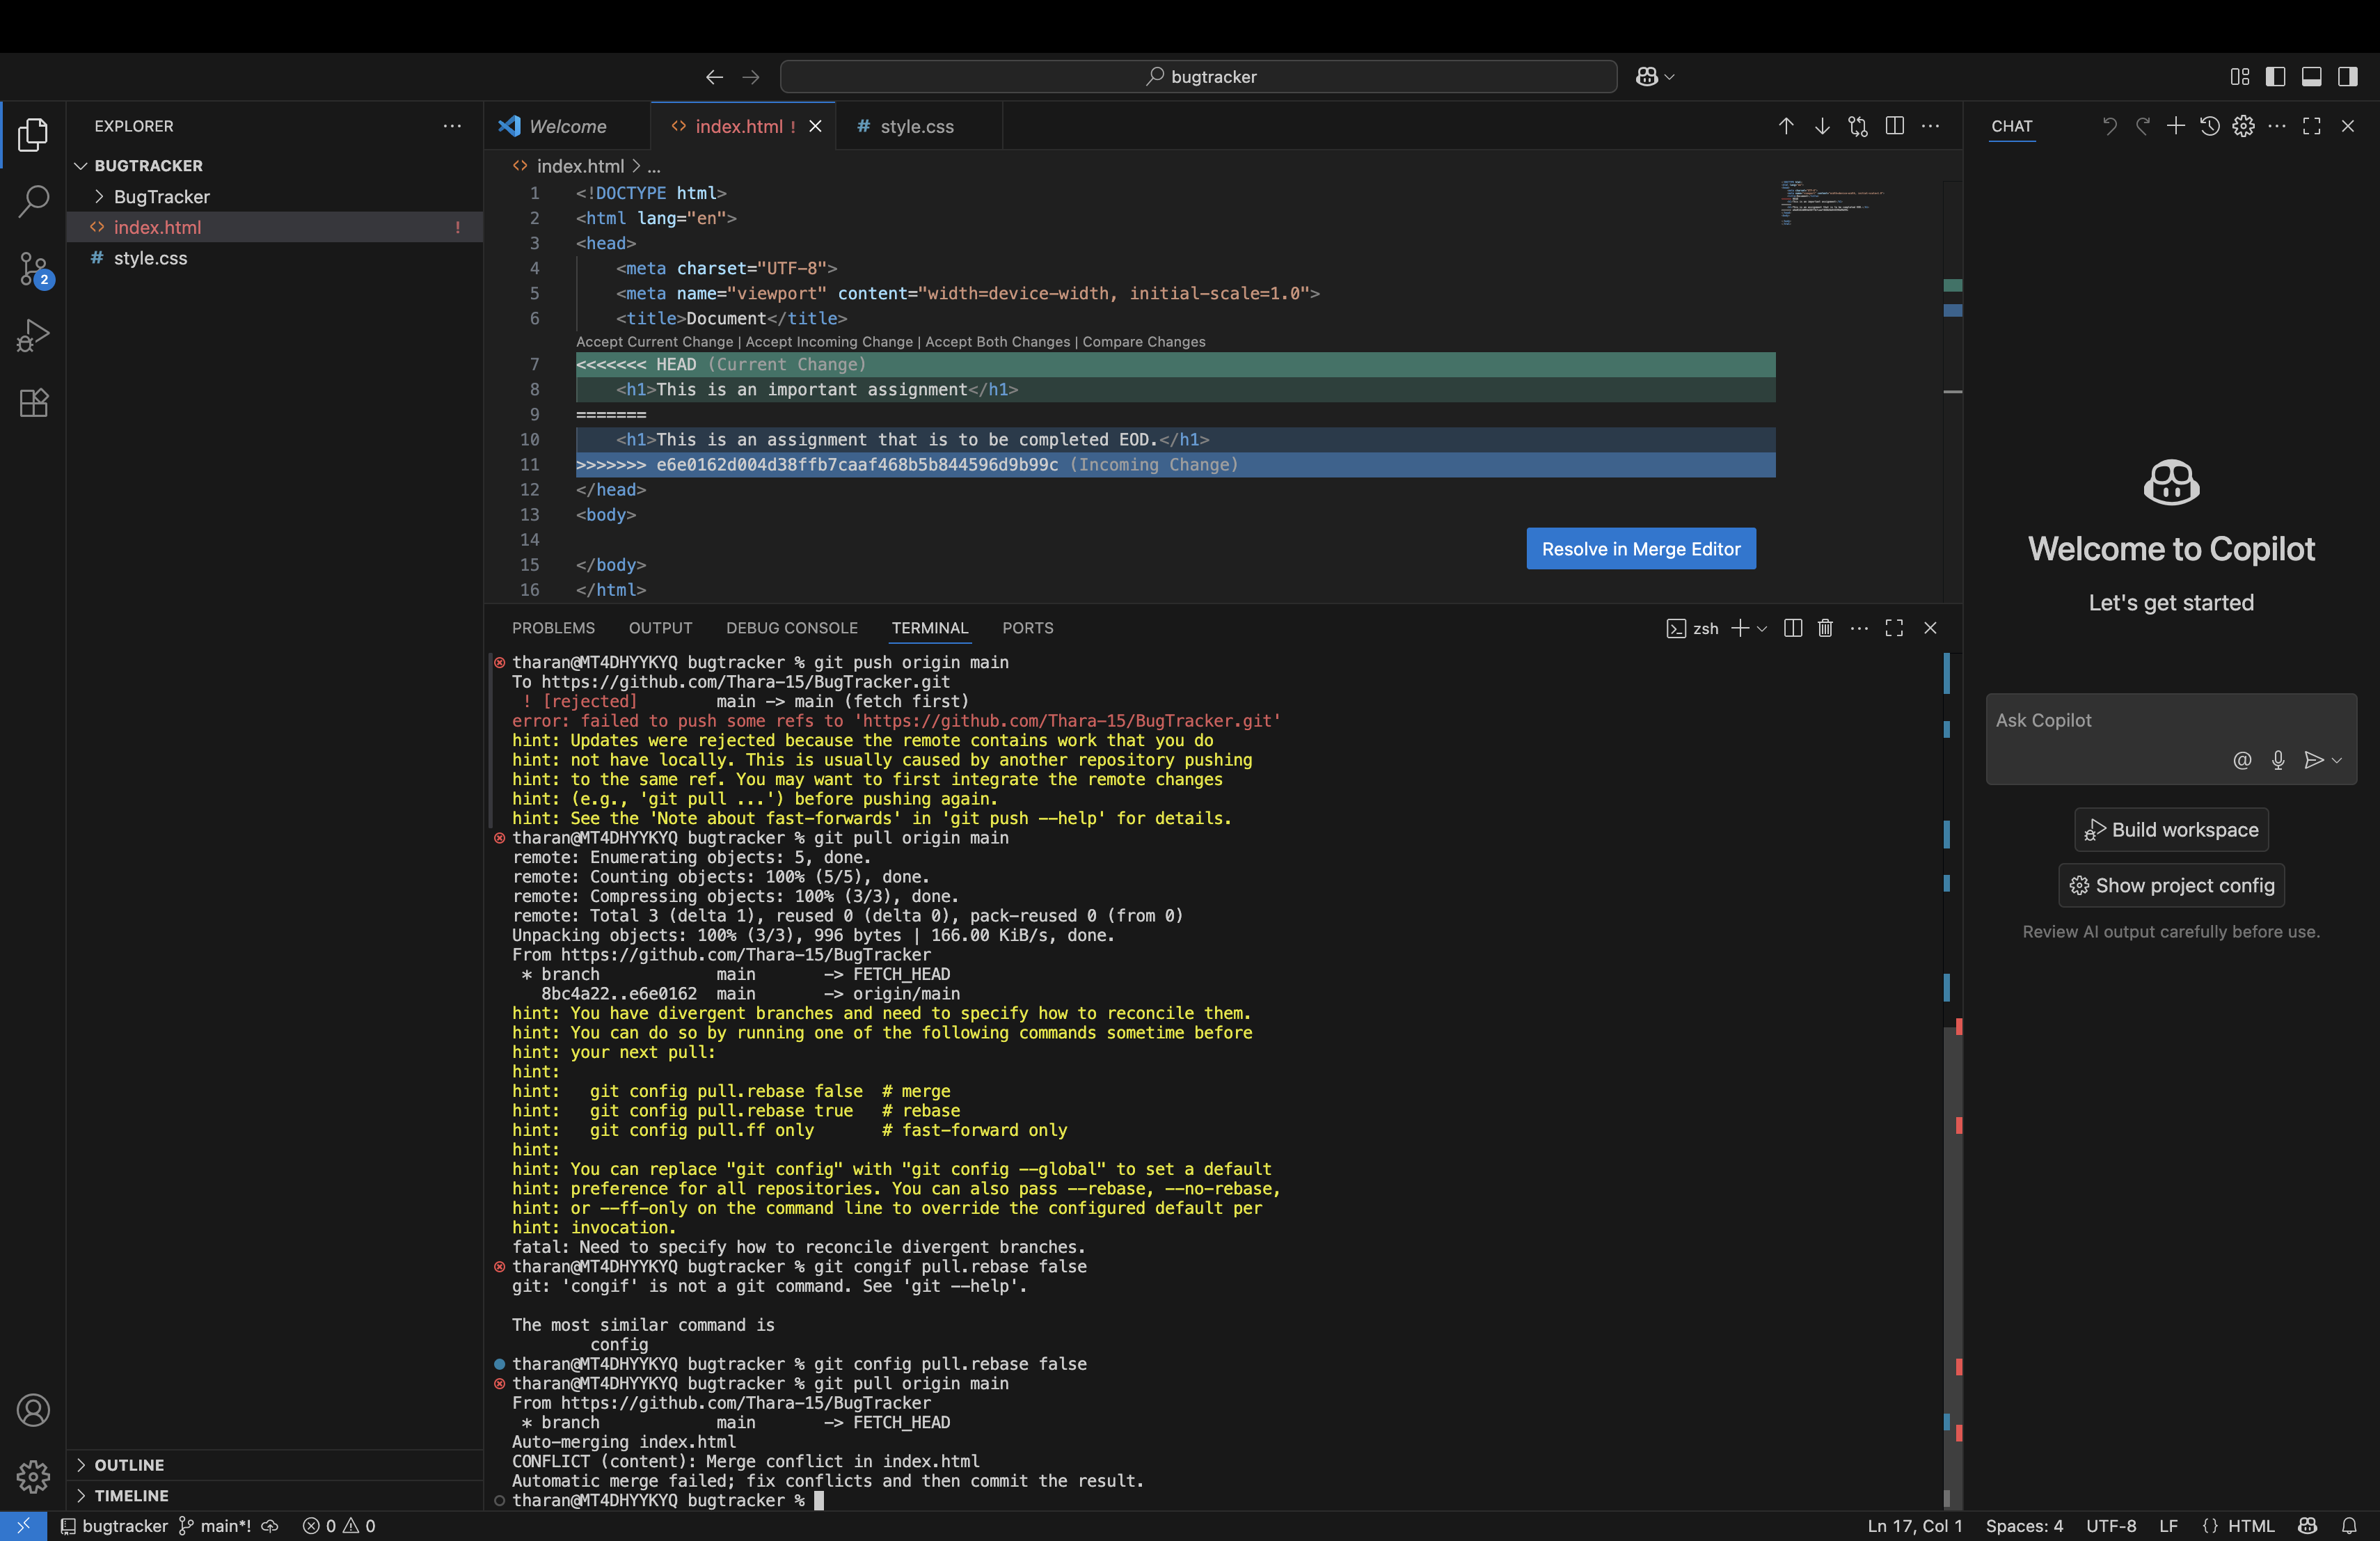 bugtracker
EXPLORER
BUGTRACKER
BugTracker
index.html !
style.css
OUTLINE
TIMELINE
Welcome
index.html !
style.css
index.html > ...
1 <!DOCTYPE html>
2 <html lang="en">
3 <head>
4 <meta charset="UTF-8">
5 <meta name="viewport" content="width=device-width, initial-scale=1.0">
6 <title>Document</title>
Accept Current Change | Accept Incoming Change | Accept Both Changes | Compare Changes
7 <<<<<<< HEAD (Current Change)
8 <h1>This is an important assignment</h1>
9 =======
10 <h1>This is an assignment that is to be completed EOD.</h1>
11 >>>>>>> e6e0162d004d38ffb7caaf468b5b844596d9b99c (Incoming Change)
12 </head>
13 <body>
14
15 </body>
16 </html>
Resolve in Merge Editor
PROBLEMS OUTPUT DEBUG CONSOLE TERMINAL PORTS
zsh
tharan@MT4DHYYKYQ bugtracker % git push origin main
To https://github.com/Thara-15/BugTracker.git
! [rejected] main -> main (fetch first)
error: failed to push some refs to 'https://github.com/Thara-15/BugTracker.git'
hint: Updates were rejected because the remote contains work that you do
hint: not have locally. This is usually caused by another repository pushing
hint: to the same ref. You may want to first integrate the remote changes
hint: (e.g., 'git pull ...') before pushing again.
hint: See the 'Note about fast-forwards' in 'git push --help' for details.
tharan@MT4DHYYKYQ bugtracker % git pull origin main
remote: Enumerating objects: 5, done.
remote: Counting objects: 100% (5/5), done.
remote: Compressing objects: 100% (3/3), done.
remote: Total 3 (delta 1), reused 0 (delta 0), pack-reused 0 (from 0)
Unpacking objects: 100% (3/3), 996 bytes | 166.00 KiB/s, done.
From https://github.com/Thara-15/BugTracker
* branch main -> FETCH_HEAD
8bc4a22..e6e0162 main -> origin/main
hint: You have divergent branches and need to specify how to reconcile them.
hint: You can do so by running one of the following commands sometime before
hint: your next pull:
hint:
hint: git config pull.rebase false # merge
hint: git config pull.rebase true # rebase
hint: git config pull.ff only # fast-forward only
hint:
hint: You can replace "git config" with "git config --global" to set a default
hint: preference for all repositories. You can also pass --rebase, --no-rebase,
hint: or --ff-only on the command line to override the configured default per
hint: invocation.
fatal: Need to specify how to reconcile divergent branches.
tharan@MT4DHYYKYQ bugtracker % git congif pull.rebase false
git: 'congif' is not a git command. See 'git --help'.
The most similar command is
config
tharan@MT4DHYYKYQ bugtracker % git config pull.rebase false
tharan@MT4DHYYKYQ bugtracker % git pull origin main
From https://github.com/Thara-15/BugTracker
* branch main -> FETCH_HEAD
Auto-merging index.html
CONFLICT (content): Merge conflict in index.html
Automatic merge failed; fix conflicts and then commit the result.
tharan@MT4DHYYKYQ bugtracker %
CHAT
Welcome to Copilot
Let's get started
Ask Copilot
Build workspace
Show project config
Review AI output carefully before use.
2
bugtracker main*! 0 0
Ln 17, Col 1 Spaces: 4 UTF-8 LF {} HTML